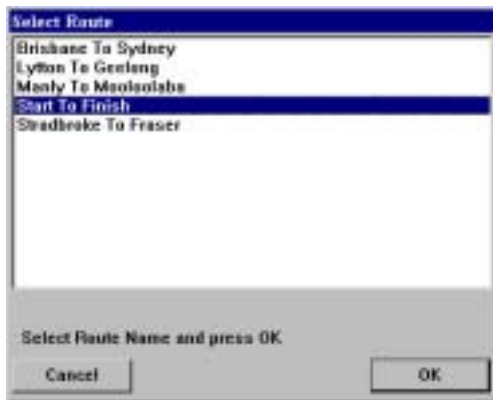 Select Route
Brisbane To Sydney
Lytton To Geelong
Manly To Mooloolaba
Start To Finish
Stradbroke To Fraser
Select Route Name and press OK
Cancel
OK